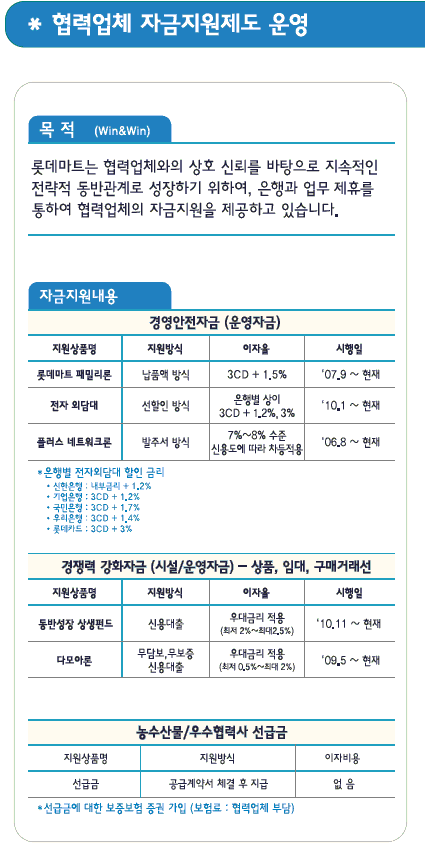 * 협력업체 자금지원제도 운영
목 적 (Win&Win)
롯데마트는 협력업체와의 상호 신뢰를 바탕으로 지속적인
전략적 동반관계로 성장하기 위하여, 은행과 업무 제휴를
통하여 협력업체의 자금지원을 제공하고 있습니다.
자금지원내용
경영안전자금 (운영자금)
지원상품명 지원방식 이자율 시행일
롯데마트 패밀리론 납품액 방식 3CD + 1.5% '07.9 ~ 현재
전자 외담대 선할인 방식 은행별 상이 '10.1 ~ 현재
3CD + 1.2%, 3%
플러스 네트워크론 발주서 방식 7%~8% 수준 '06.8 ~ 현재
신용도에 따라 차등적용
*은행별 전자외담대 할인 금리
• 신한은행 : 내부금리 + 1.2%
• 기업은행 : 3CD + 1.2%
• 국민은행 : 3CD + 1.7%
• 우리은행 : 3CD + 1.4%
• 롯데카드 : 3CD + 3%
경쟁력 강화자금 (시설/운영자금) - 상품, 임대, 구매거래선
지원상품명 지원방식 이자율 시행일
동반성장 상생펀드 신용대출 우대금리 적용 '10.11 ~ 현재
(최저 2%~최대2.5%)
다모아론 무담보,무보증 우대금리 적용 '09.5 ~ 현재
신용대출 (최저 0.5%~최대 2%)
농수산물/우수협력사 선급금
지원상품명 지원방식 이자비용
선급금 공급계약서 체결 후 지급 없 음
*선급금에 대한 보증보험 증권 가입 (보험료 : 협력업체 부담)